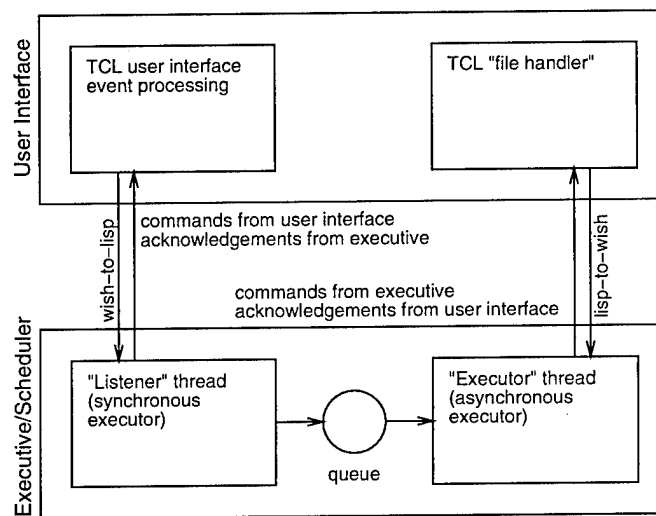 User Interface
TCL user interface
event processing
TCL "file handler"
wish-to-lisp
commands from user interface
acknowledgements from executive
commands from executive
acknowledgements from user interface
lisp-to-wish
Executive/Scheduler
"Listener" thread
(synchronous
executor)
queue
"Executor" thread
(asynchronous
executor)